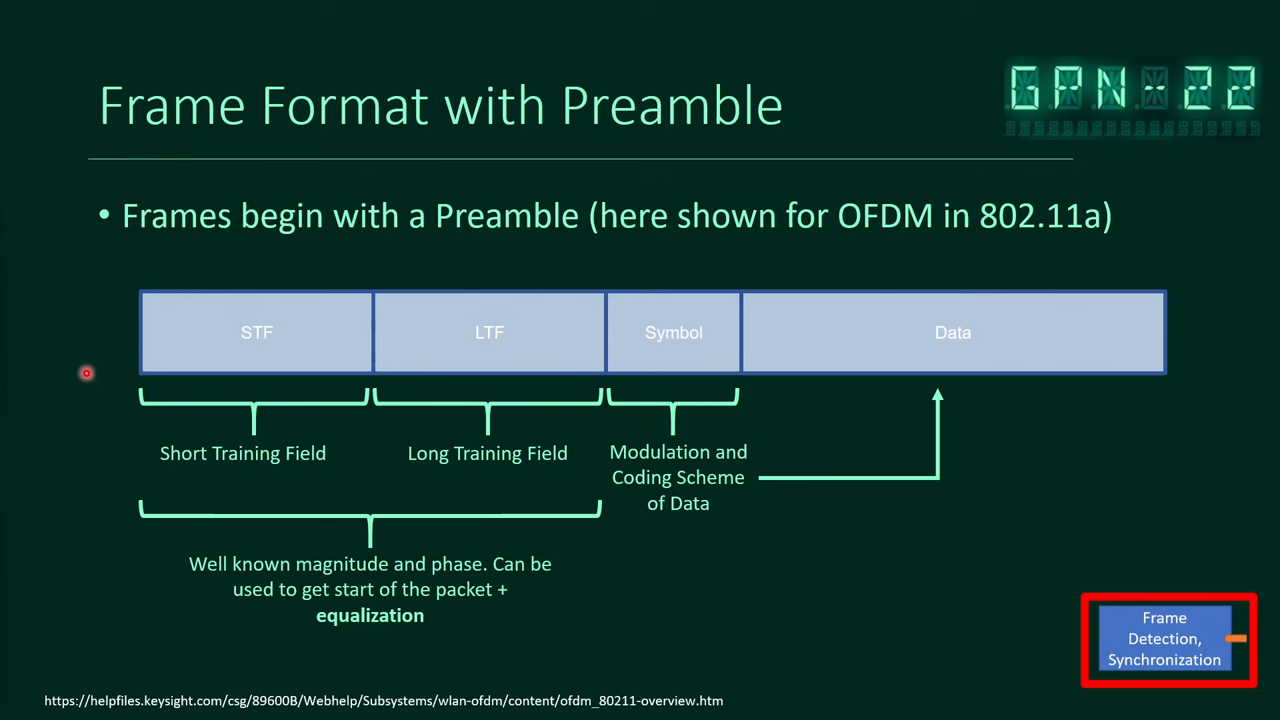 GPN-22
Frame Format with Preamble
• Frames begin with a Preamble (here shown for OFDM in 802.11a)
STF
LTF
Symbol
Data
Short Training Field
Long Training Field
Modulation and
Coding Scheme
of Data
Well known magnitude and phase. Can be
used to get start of the packet +
equalization
Frame
Detection,
Synchronization
https://helpfiles.keysight.com/csg/89600B/Webhelp/Subsystems/wlan-ofdm/content/ofdm_80211-overview.htm